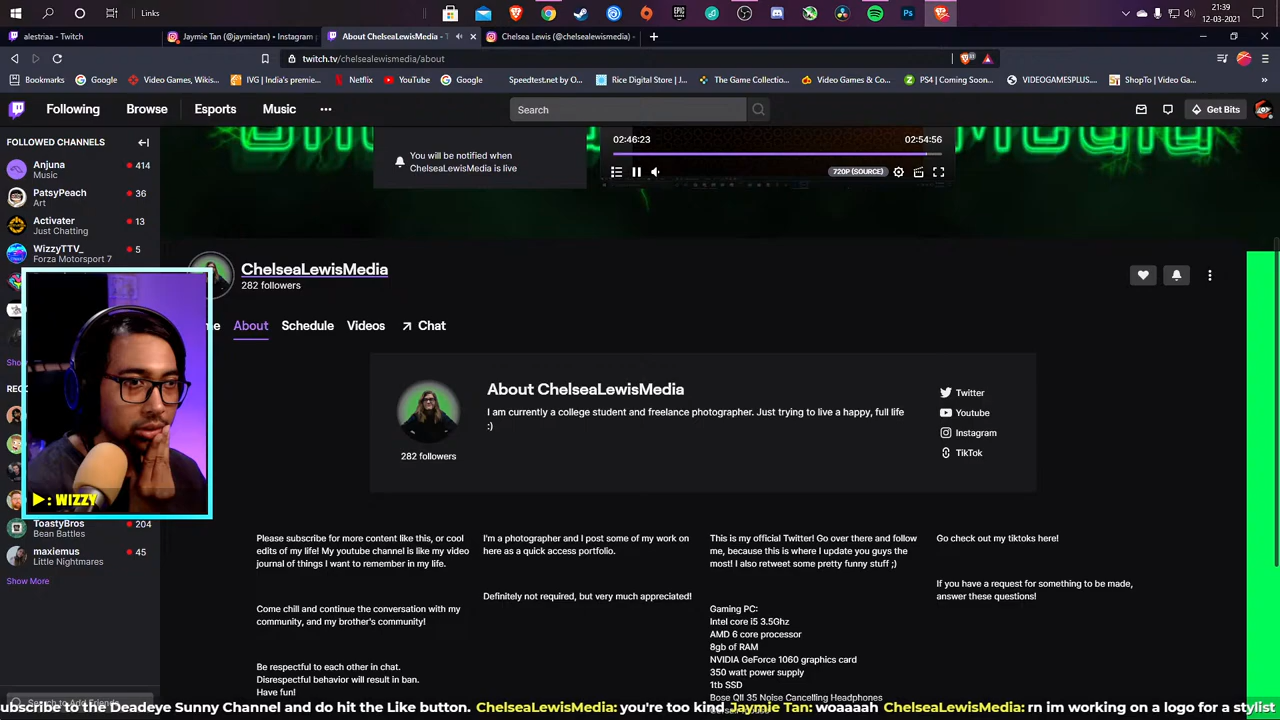 Links
21:39
12-03-2021
alestriaa - Twitch
Jaymie Tan (@jaymietan) • Instagram
About ChelseaLewisMedia - T
Chelsea Lewis (@chelsealewismedia) •
twitch.tv/chelsealewismedia/about
Bookmarks
Google
Video Games, Wikis...
IVG | India's premie...
Netflix
YouTube
Google
Speedtest.net by O...
Rice Digital Store | J...
The Game Collectio...
Video Games & Co...
PS4 | Coming Soon...
VIDEOGAMESPLUS...
ShopTo | Video Ga...
Following
Browse
Esports
Music
Search
Get Bits
FOLLOWED CHANNELS
Anjuna 414
Music
PatsyPeach 36
Art
Activater 13
Just Chatting
WizzyTTV_ 5
Forza Motorsport 7
ToastyBros 204
Bean Battles
maxiemus 45
Little Nightmares
Show More
Search to Add Friends
WIZZY
You will be notified when
ChelseaLewisMedia is live
02:46:23
02:54:56
720P (SOURCE)
ChelseaLewisMedia
282 followers
About
Schedule
Videos
Chat
About ChelseaLewisMedia
I am currently a college student and freelance photographer. Just trying to live a happy, full life
:)
282 followers
Twitter
Youtube
Instagram
TikTok
Please subscribe for more content like this, or cool
edits of my life! My youtube channel is like my video
journal of things I want to remember in my life.
Come chill and continue the conversation with my
community, and my brother's community!
Be respectful to each other in chat.
Disrespectful behavior will result in ban.
Have fun!
I'm a photographer and I post some of my work on
here as a quick access portfolio.
Definitely not required, but very much appreciated!
This is my official Twitter! Go over there and follow
me, because this is where I update you guys the
most! I also retweet some pretty funny stuff ;)
Gaming PC:
Intel core i5 3.5Ghz
AMD 6 core processor
8gb of RAM
NVIDIA GeForce 1060 graphics card
350 watt power supply
1tb SSD
Bose QII 35 Noise Cancelling Headphones
Go check out my tiktoks here!
If you have a request for something to be made,
answer these questions!
ubscribe to the Deadeye Sunny Channel and do hit the Like button. ChelseaLewisMedia: you're too kind Jaymie Tan: woaaaah ChelseaLewisMedia: rn im working on a logo for a stylist